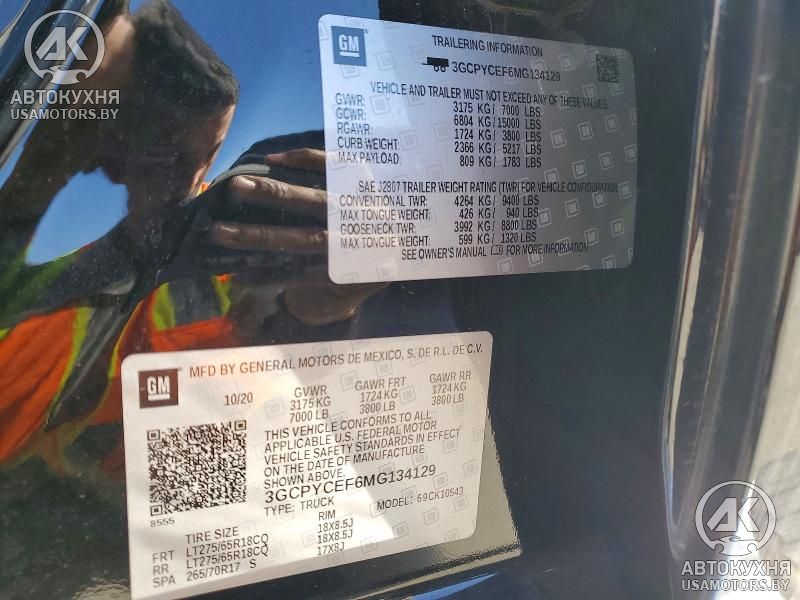 АК
АВТОКУХНЯ
USAMOTORS.BY
GM
TRAILERING INFORMATION
3GCPYCEF6MG134129
VEHICLE AND TRAILER MUST NOT EXCEED ANY OF THESE VALUES.
GVWR: 3175 KG/ 7000 LBS
GCWR: 6804 KG/ 15000 LBS
RGAWR: 1724 KG/ 3800 LBS
CURB WEIGHT: 2366 KG/ 5217 LBS
MAX PAYLOAD: 809 KG/ 1783 LBS
SAE J2807 TRAILER WEIGHT RATING (TWR) FOR VEHICLE CONFIGURATION
CONVENTIONAL TWR: 4264 KG/ 9400 LBS
MAX TONGUE WEIGHT: 426 KG/ 940 LBS
GOOSENECK TWR: 3992 KG/ 8800 LBS
MAX TONGUE WEIGHT: 599 KG/ 1320 LBS
SEE OWNER'S MANUAL FOR MORE INFORMATION
GM
MFD BY GENERAL MOTORS DE MEXICO, S. DE R.L. DE C.V.
10/20 GVWR GAWR FRT GAWR RR
3175 KG 1724 KG 1724 KG
7000 LB 3800 LB 3800 LB
THIS VEHICLE CONFORMS TO ALL
APPLICABLE U.S. FEDERAL MOTOR
VEHICLE SAFETY STANDARDS IN EFFECT
ON THE DATE OF MANUFACTURE
3GCPYCEF6MG134129
TYPE: TRUCK MODEL: 69CK10543
8555
TIRE SIZE RIM
FRT LT275/65R18CQ 18X8.5J
RR LT275/65R18CQ 18X8.5J
SPA 265/70R17 S 17X8J
АК
АВТОКУХНЯ
USAMOTORS.BY